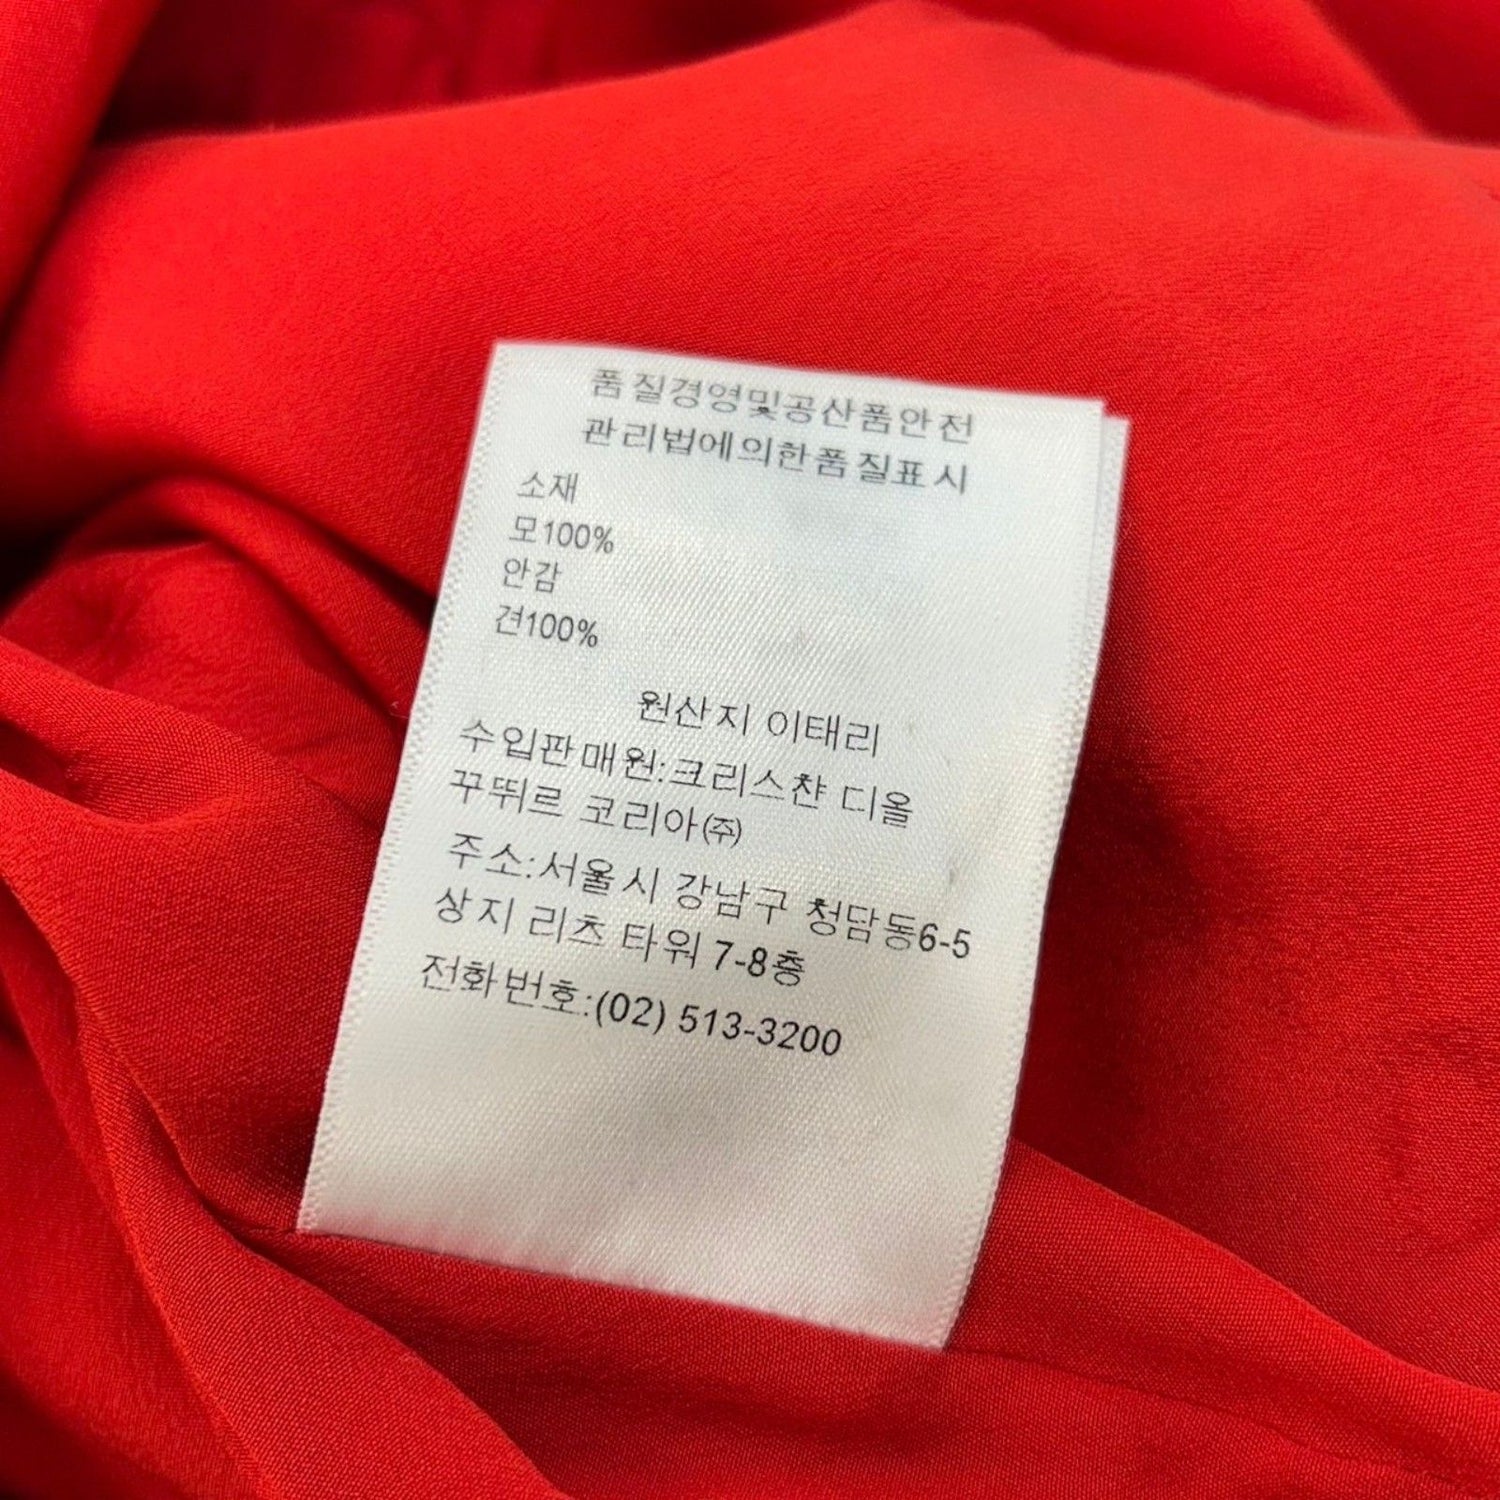 품질경영및공산품안전
관리법에의한품질표시
소재
모100%
안감
견100%
원산지 이태리
수입판매원:크리스챤 디올
꾸뛰르 코리아㈜
주소:서울시 강남구 청담동6-5
상지 리츠 타워 7-8층
전화번호:(02) 513-3200